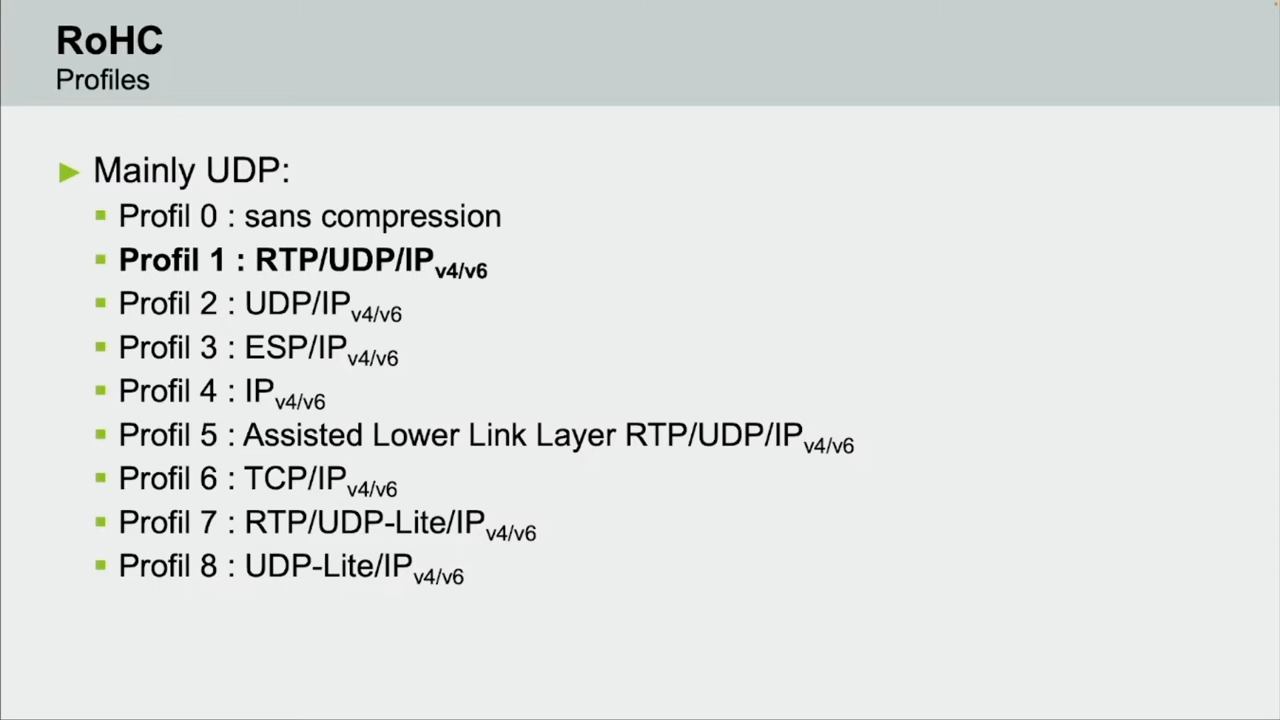 RoHC
Profiles
Mainly UDP:
Profil 0 : sans compression
Profil 1 : RTP/UDP/IPv4/v6
Profil 2 : UDP/IPv4/v6
Profil 3 : ESP/IPv4/v6
Profil 4 : IPv4/v6
Profil 5 : Assisted Lower Link Layer RTP/UDP/IPv4/v6
Profil 6 : TCP/IPv4/v6
Profil 7 : RTP/UDP-Lite/IPv4/v6
Profil 8 : UDP-Lite/IPv4/v6